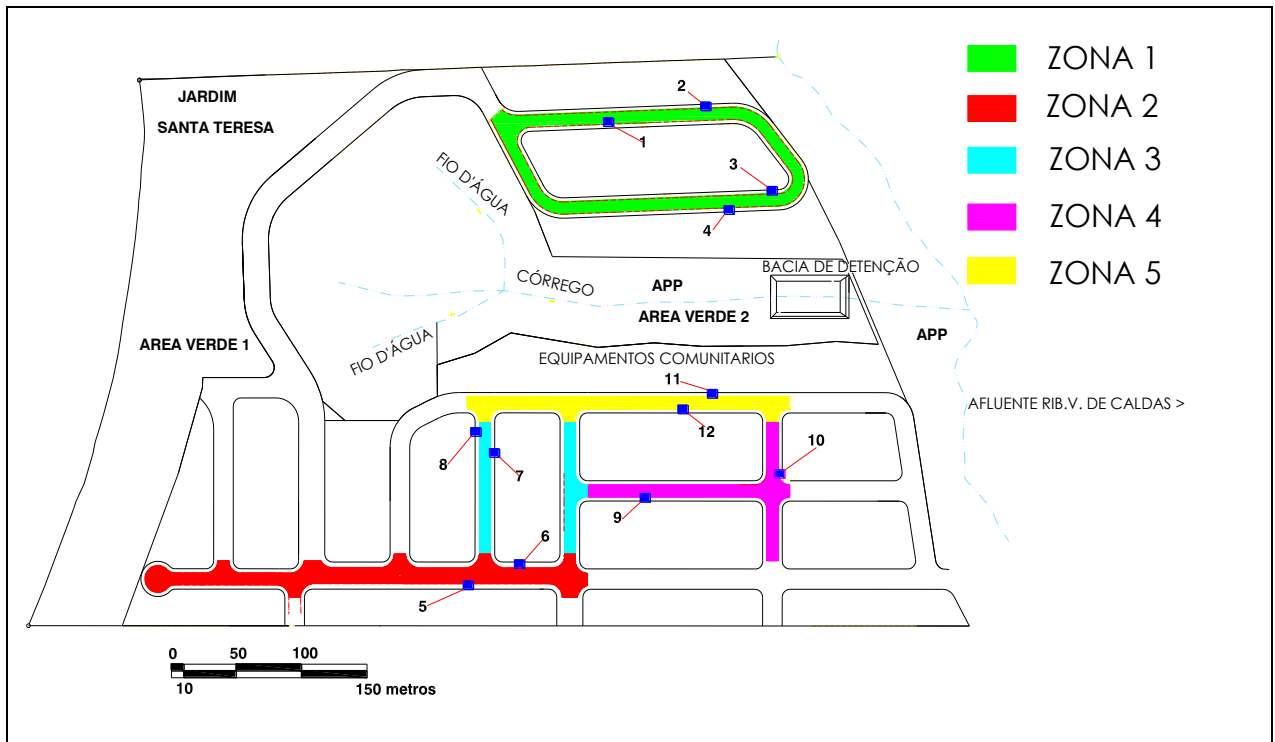 ZONA 1
ZONA 2
ZONA 3
ZONA 4
ZONA 5
JARDIM
SANTA TERESA
2
1
3
4
FIO D'ÁGUA
CÓRREGO
APP
BACIA DE DETENÇÃO
AREA VERDE 2
APP
AREA VERDE 1
FIO D'ÁGUA
EQUIPAMENTOS COMUNITARIOS
11
12
AFLUENTE RIB.V. DE CALDAS >
10
8
7
9
6
5
0 50 100
10 150 metros